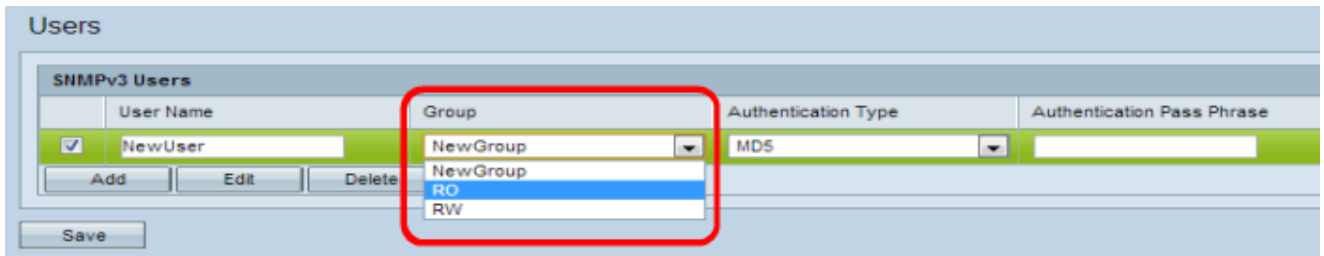 Users
SNMPv3 Users
User Name Group Authentication Type Authentication Pass Phrase
NewUser NewGroup MD5
NewGroup
Add Edit Delete RO
RW
Save